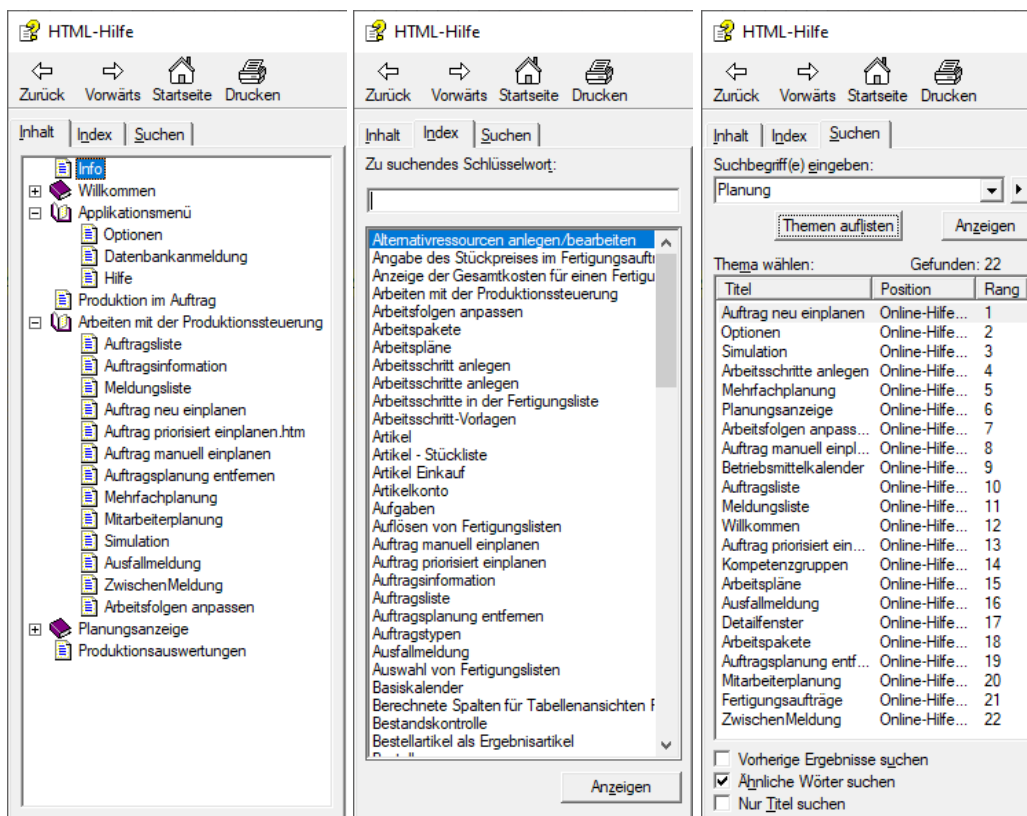 HTML-Hilfe
Zurück Vorwärts Startseite Drucken
Inhalt Index Suchen
Info
Willkommen
Applikationsmenü
Optionen
Datenbankanmeldung
Hilfe
Produktion im Auftrag
Arbeiten mit der Produktionssteuerung
Auftragsliste
Auftragsinformation
Meldungsliste
Auftrag neu einplanen
Auftrag priorisiert einplanen.htm
Auftrag manuell einplanen
Auftragsplanung entfernen
Mehrfachplanung
Mitarbeiterplanung
Simulation
Ausfallmeldung
ZwischenMeldung
Arbeitsfolgen anpassen
Planungsanzeige
Produktionsauswertungen
HTML-Hilfe
Zurück Vorwärts Startseite Drucken
Inhalt Index Suchen
Zu suchendes Schlüsselwort:
Alternativressourcen anlegen/bearbeiten
Angabe des Stückpreises im Fertigungsauftr
Anzeige der Gesamtkosten für einen Fertigu
Arbeiten mit der Produktionssteuerung
Arbeitsfolgen anpassen
Arbeitspakete
Arbeitspläne
Arbeitsschritt anlegen
Arbeitsschritte anlegen
Arbeitsschritte in der Fertigungsliste
Arbeitsschritt-Vorlagen
Artikel
Artikel - Stückliste
Artikel Einkauf
Artikelkonto
Aufgaben
Auflösen von Fertigungslisten
Auftrag manuell einplanen
Auftrag priorisiert einplanen
Auftragsinformation
Auftragsliste
Auftragsplanung entfernen
Auftragstypen
Ausfallmeldung
Auswahl von Fertigungslisten
Basiskalender
Berechnete Spalten für Tabellenansichten F
Bestandskontrolle
Bestellartikel als Ergebnisartikel
Anzeigen
HTML-Hilfe
Zurück Vorwärts Startseite Drucken
Inhalt Index Suchen
Suchbegriff(e) eingeben:
Planung
Themen auflisten Anzeigen
Thema wählen: Gefunden: 22
Titel Position Rang
Auftrag neu einplanen Online-Hilfe... 1
Optionen Online-Hilfe... 2
Simulation Online-Hilfe... 3
Arbeitsschritte anlegen Online-Hilfe... 4
Mehrfachplanung Online-Hilfe... 5
Planungsanzeige Online-Hilfe... 6
Arbeitsfolgen anpass... Online-Hilfe... 7
Auftrag manuell einpl... Online-Hilfe... 8
Betriebsmittelkalender Online-Hilfe... 9
Auftragsliste Online-Hilfe... 10
Meldungsliste Online-Hilfe... 11
Willkommen Online-Hilfe... 12
Auftrag priorisiert ein... Online-Hilfe... 13
Kompetenzgruppen Online-Hilfe... 14
Arbeitspläne Online-Hilfe... 15
Ausfallmeldung Online-Hilfe... 16
Detailfenster Online-Hilfe... 17
Arbeitspakete Online-Hilfe... 18
Auftragsplanung entf... Online-Hilfe... 19
Mitarbeiterplanung Online-Hilfe... 20
Fertigungsaufträge Online-Hilfe... 21
ZwischenMeldung Online-Hilfe... 22
Vorherige Ergebnisse suchen
Ähnliche Wörter suchen
Nur Titel suchen